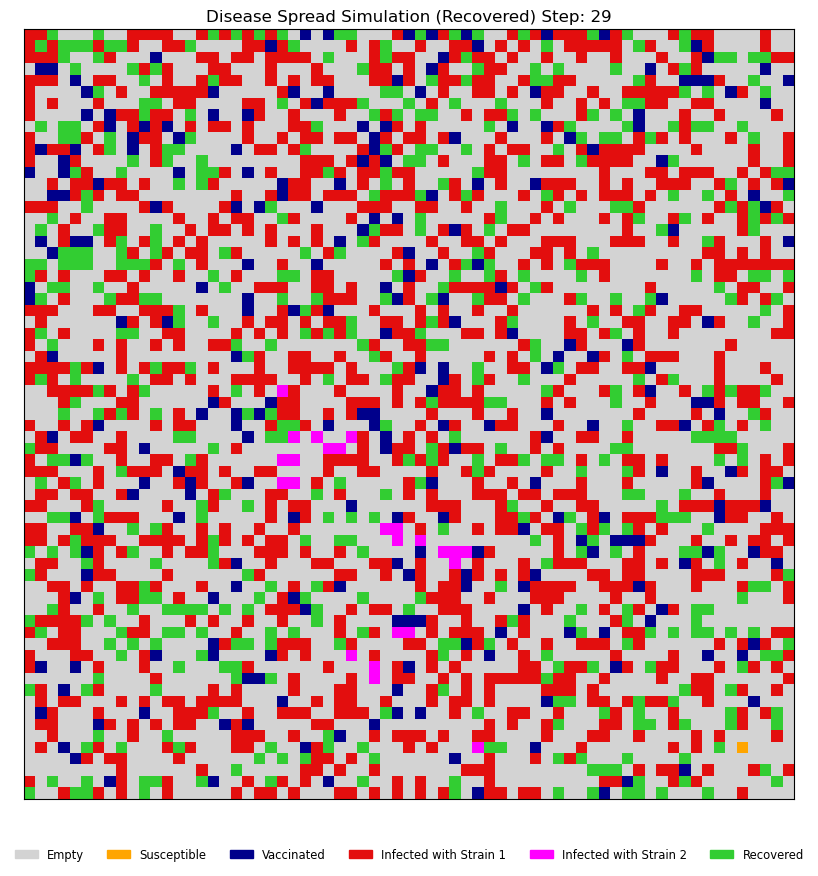 Disease Spread Simulation (Recovered) Step: 29
Empty Susceptible Vaccinated Infected with Strain 1 Infected with Strain 2 Recovered